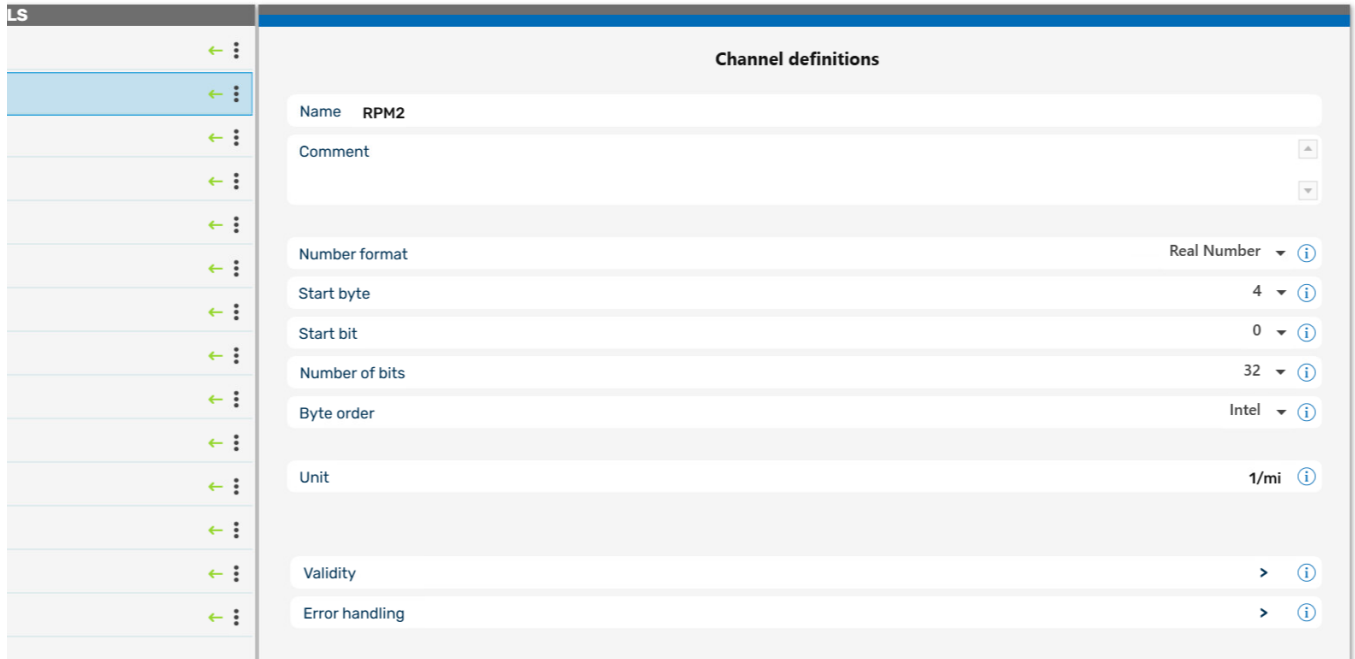 LS
Channel definitions
Name RPM2
Comment
Number format Real Number
Start byte 4
Start bit 0
Number of bits 32
Byte order Intel
Unit 1/mi
Validity >
Error handling >